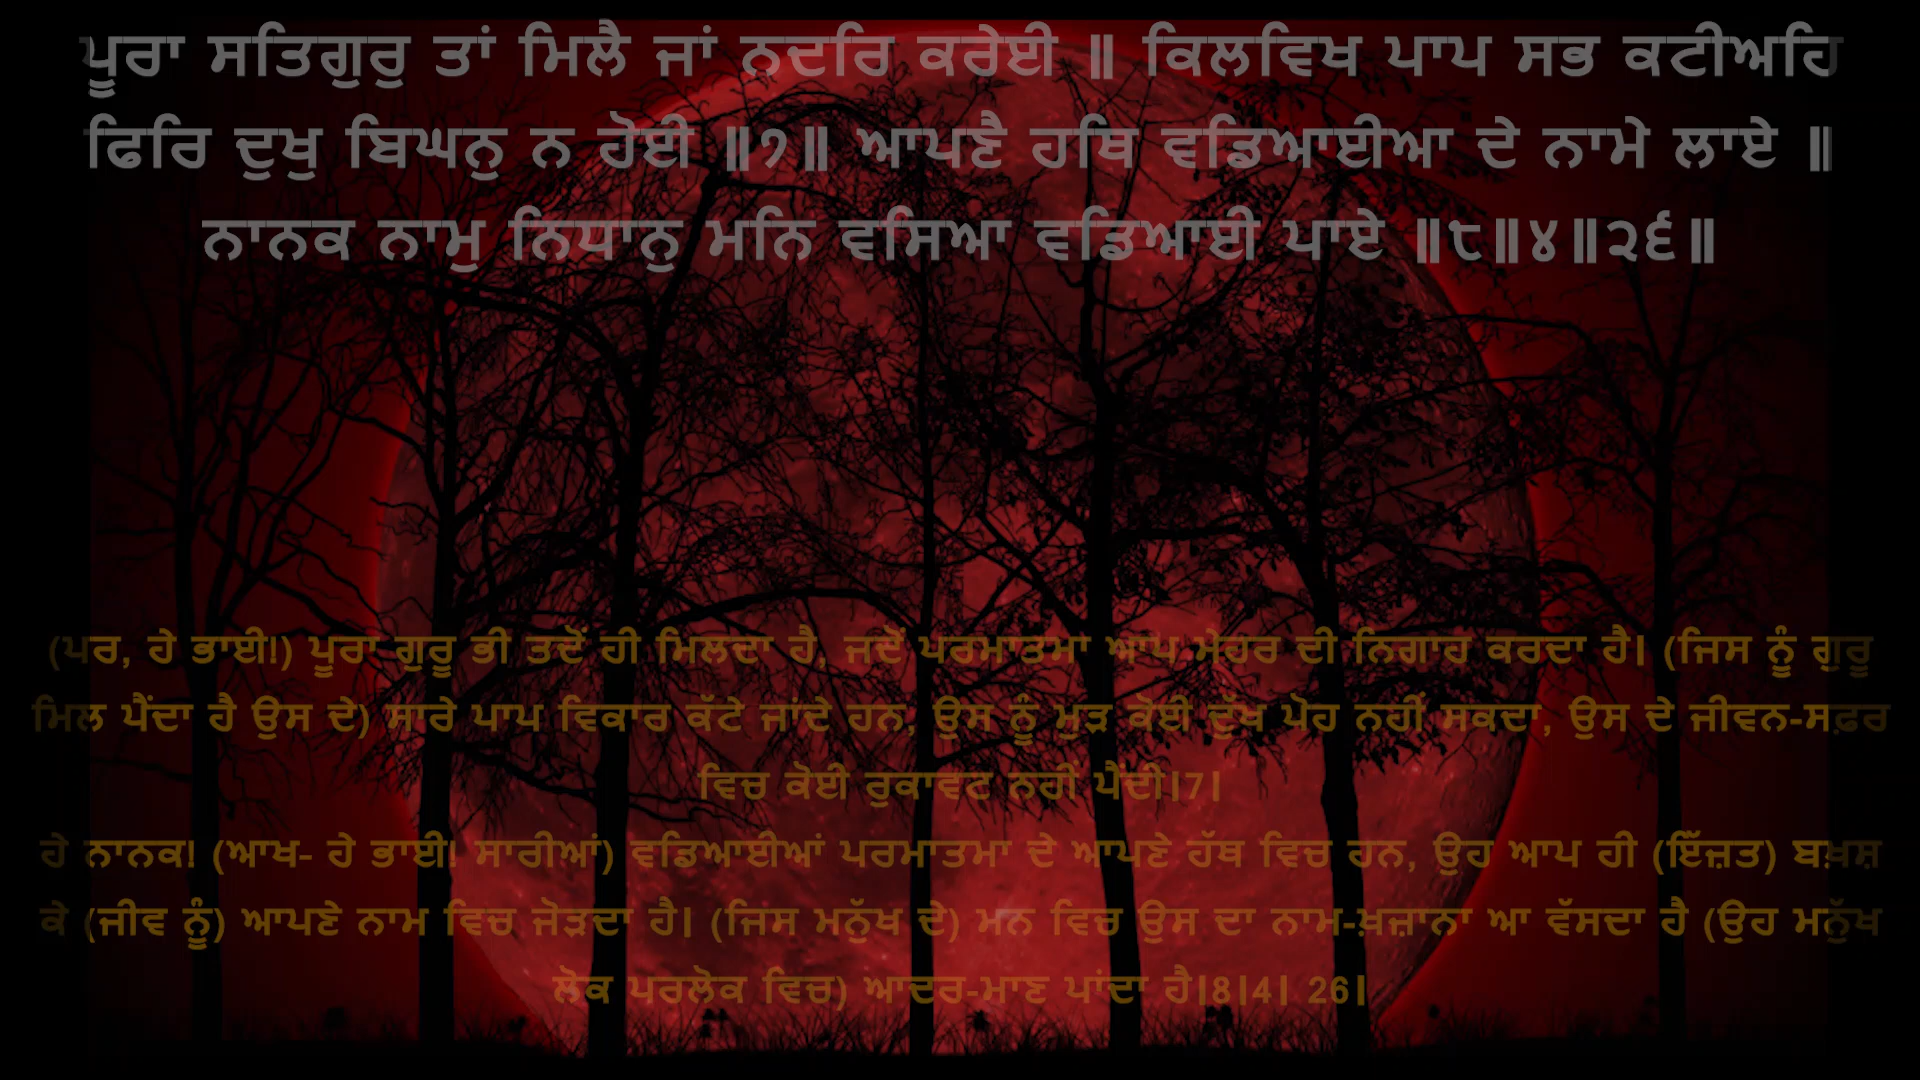 ਪੂਰਾ ਸਤਿਗੁਰੁ ਤਾਂ ਮਿਲੈ ਜਾਂ ਨਦਰਿ ਕਰੇਈ ॥ ਕਿਲਵਿਖ ਪਾਪ ਸਭ ਕਟੀਅਹਿ
ਫਿਰਿ ਦੁਖੁ ਬਿਘਨੁ ਨ ਹੋਈ ॥੭॥ ਆਪਣੈ ਹਥਿ ਵਡਿਆਈਆ ਦੇ ਨਾਮੇ ਲਾਏ ॥
ਨਾਨਕ ਨਾਮੁ ਨਿਧਾਨੁ ਮਨਿ ਵਸਿਆ ਵਡਿਆਈ ਪਾਏ ॥੮॥੪॥੨੬॥
(ਪਰ, ਹੇ ਭਾਈ!) ਪੂਰਾ ਗੁਰੂ ਭੀ ਤਦੋਂ ਹੀ ਮਿਲਦਾ ਹੈ, ਜਦੋਂ ਪਰਮਾਤਮਾ ਆਪ ਮੇਹਰ ਦੀ ਨਿਗਾਹ ਕਰਦਾ ਹੈ। (ਜਿਸ ਨੂੰ ਗੁਰੂ
ਮਿਲ ਪੈਂਦਾ ਹੈ ਉਸ ਦੇ) ਸਾਰੇ ਪਾਪ ਵਿਕਾਰ ਕੱਟੇ ਜਾਂਦੇ ਹਨ, ਉਸ ਨੂੰ ਮੁੜ ਕੋਈ ਦੁੱਖ ਪੋਹ ਨਹੀਂ ਸਕਦਾ, ਉਸ ਦੇ ਜੀਵਨ-ਸਫ਼ਰ
ਵਿਚ ਕੋਈ ਰੁਕਾਵਟ ਨਹੀਂ ਪੈਂਦੀ।7।
ਹੇ ਨਾਨਕ! (ਆਖ- ਹੇ ਭਾਈ! ਸਾਰੀਆਂ) ਵਡਿਆਈਆਂ ਪਰਮਾਤਮਾ ਦੇ ਆਪਣੇ ਹੱਥ ਵਿਚ ਹਨ, ਉਹ ਆਪ ਹੀ (ਇੱਜ਼ਤ) ਬਖ਼ਸ਼
ਕੇ (ਜੀਵ ਨੂੰ) ਆਪਣੇ ਨਾਮ ਵਿਚ ਜੋੜਦਾ ਹੈ। (ਜਿਸ ਮਨੁੱਖ ਦੇ) ਮਨ ਵਿਚ ਉਸ ਦਾ ਨਾਮ-ਖ਼ਜ਼ਾਨਾ ਆ ਵੱਸਦਾ ਹੈ (ਉਹ ਮਨੁੱਖ
ਲੋਕ ਪਰਲੋਕ ਵਿਚ) ਆਦਰ-ਮਾਣ ਪਾਂਦਾ ਹੈ।8।4। 26।